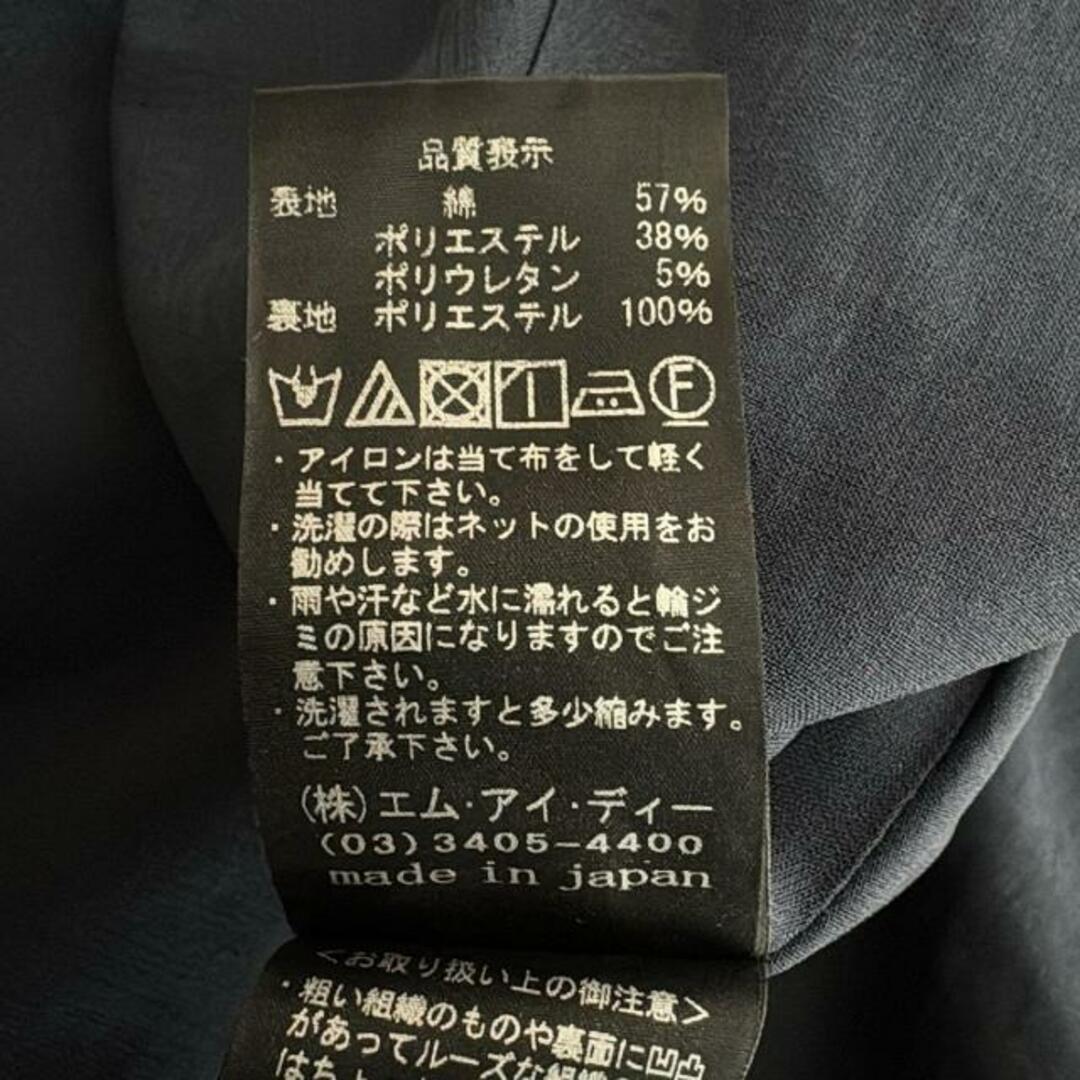 品質表示
表地 綿 57%
ポリエステル 38%
ポリウレタン 5%
裏地 ポリエステル 100%
F
・アイロンは当て布をして軽く
当てて下さい。
・洗濯の際はネットの使用をお
勧めします。
・雨や汗など水に濡れると輪ジ
ミの原因になりますのでご注
意下さい。
・洗濯されますと多少縮みます。
ご了承下さい。
(株)エム・アイ・ディー
(03)3405-4400
made in japan
<お取り扱い上の御注意>
・粗い組織のものや裏面に
があってルーズな組織の
はちょ